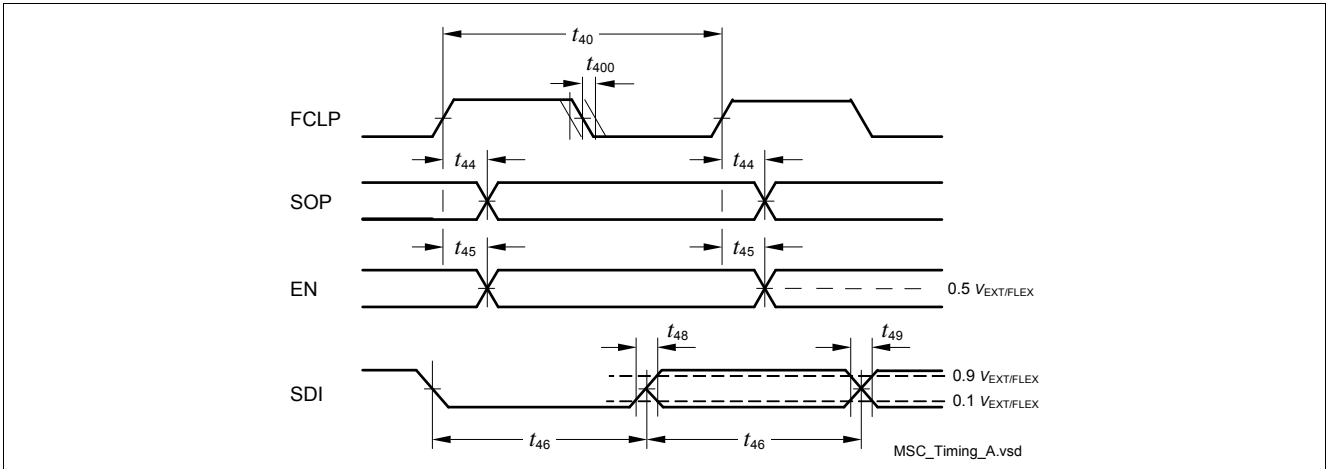 t40
t400
FCLP
t44 t44
SOP
t45 t45
EN 0.5 VEXT/FLEX
t48 t49
0.9 VEXT/FLEX
SDI
0.1 VEXT/FLEX
t46 t46
MSC_Timing_A.vsd